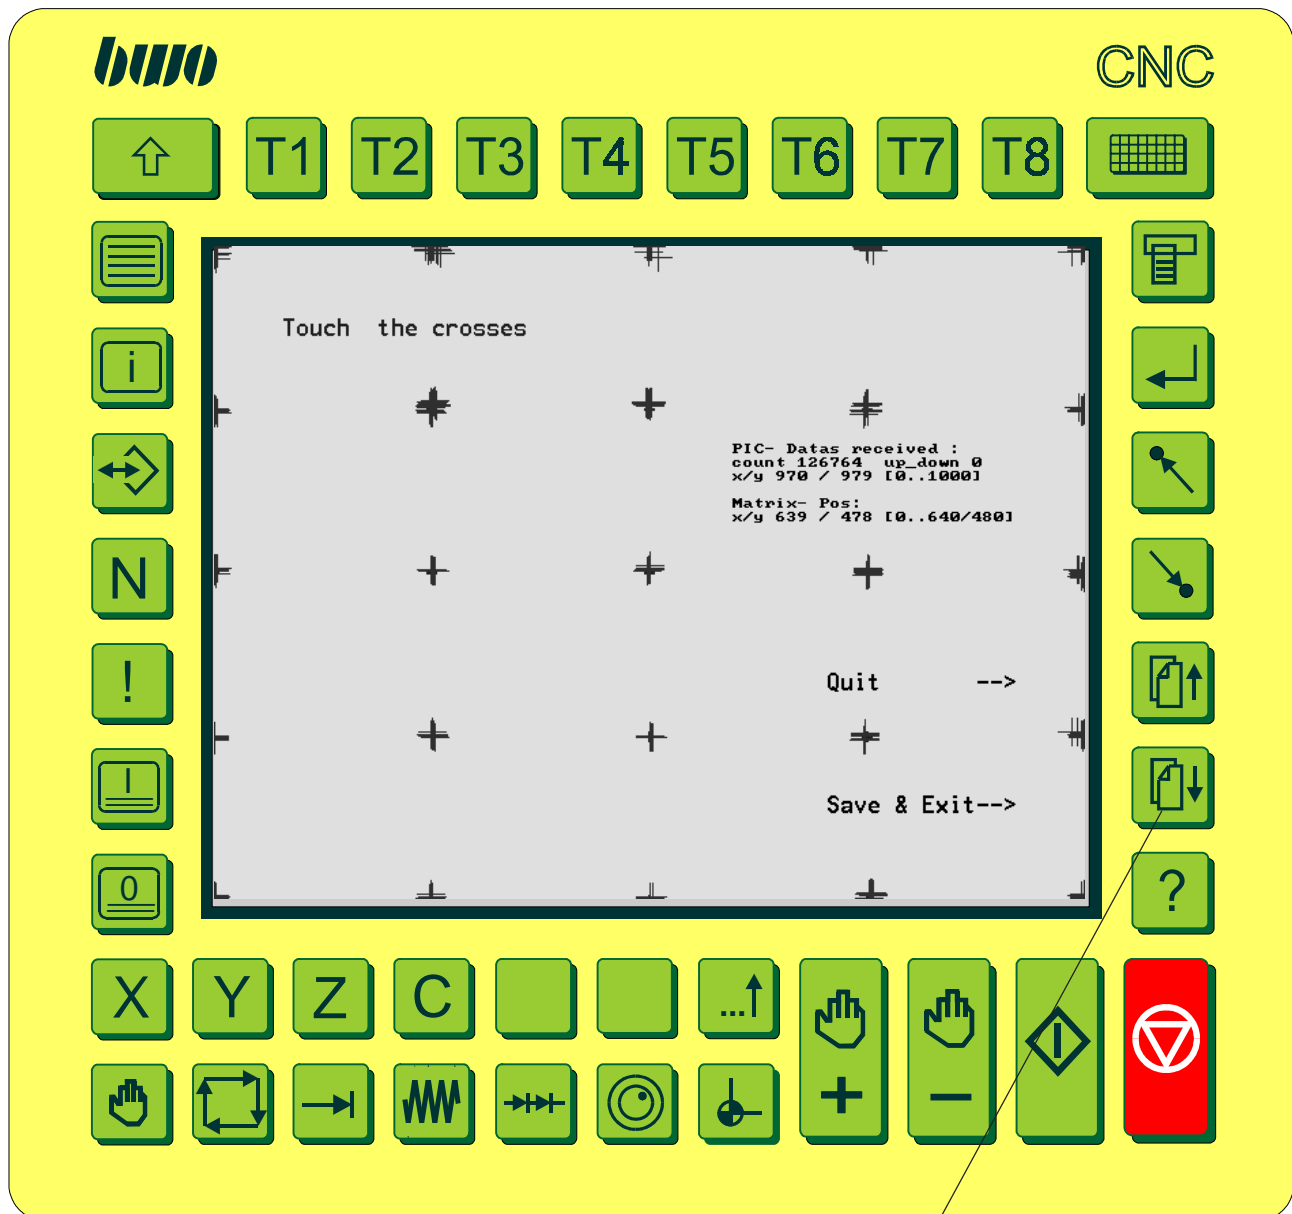 bwo
CNC
T1 T2 T3 T4 T5 T6 T7 T8
Touch  the crosses
i
PIC- Datas received :
count 126764  up_down 0
x/y 970 / 979 [0..1000]
Matrix- Pos:
x/y 639 / 478 [0..640/480]
N
!
Quit       -->
I
Save & Exit-->
0
?
X Y Z C ...
+ −